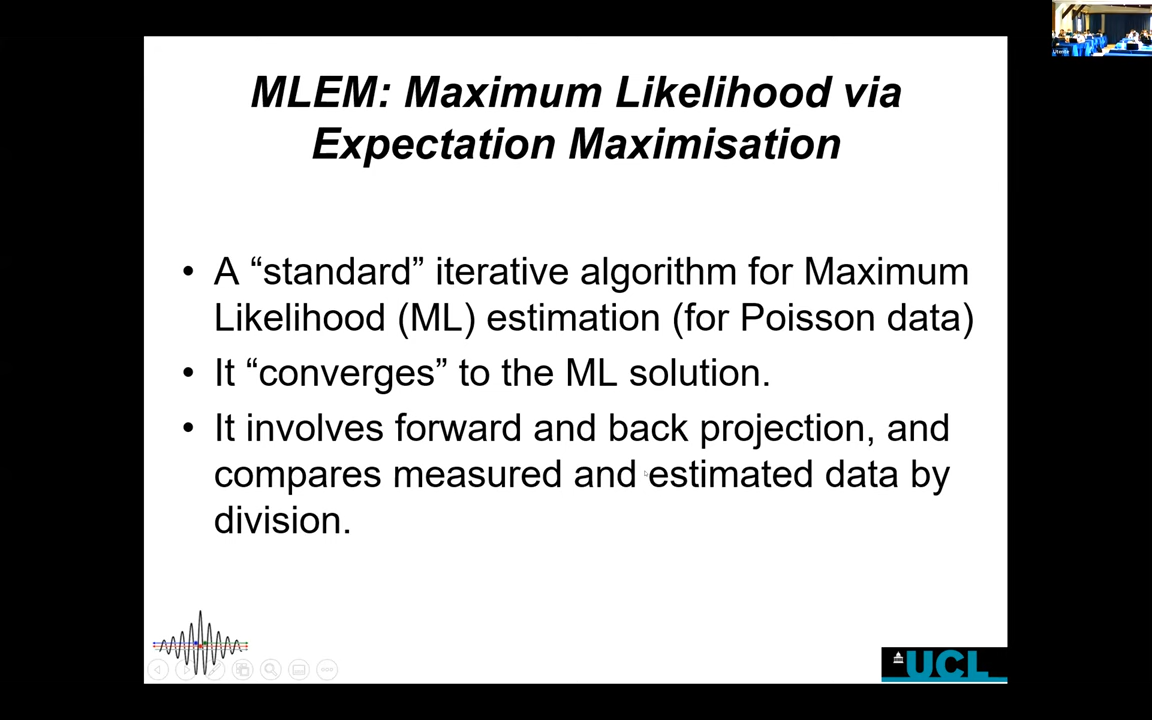 MLEM: Maximum Likelihood via
Expectation Maximisation
• A “standard” iterative algorithm for Maximum
Likelihood (ML) estimation (for Poisson data)
• It “converges” to the ML solution.
• It involves forward and back projection, and
compares measured and estimated data by
division.
UCL